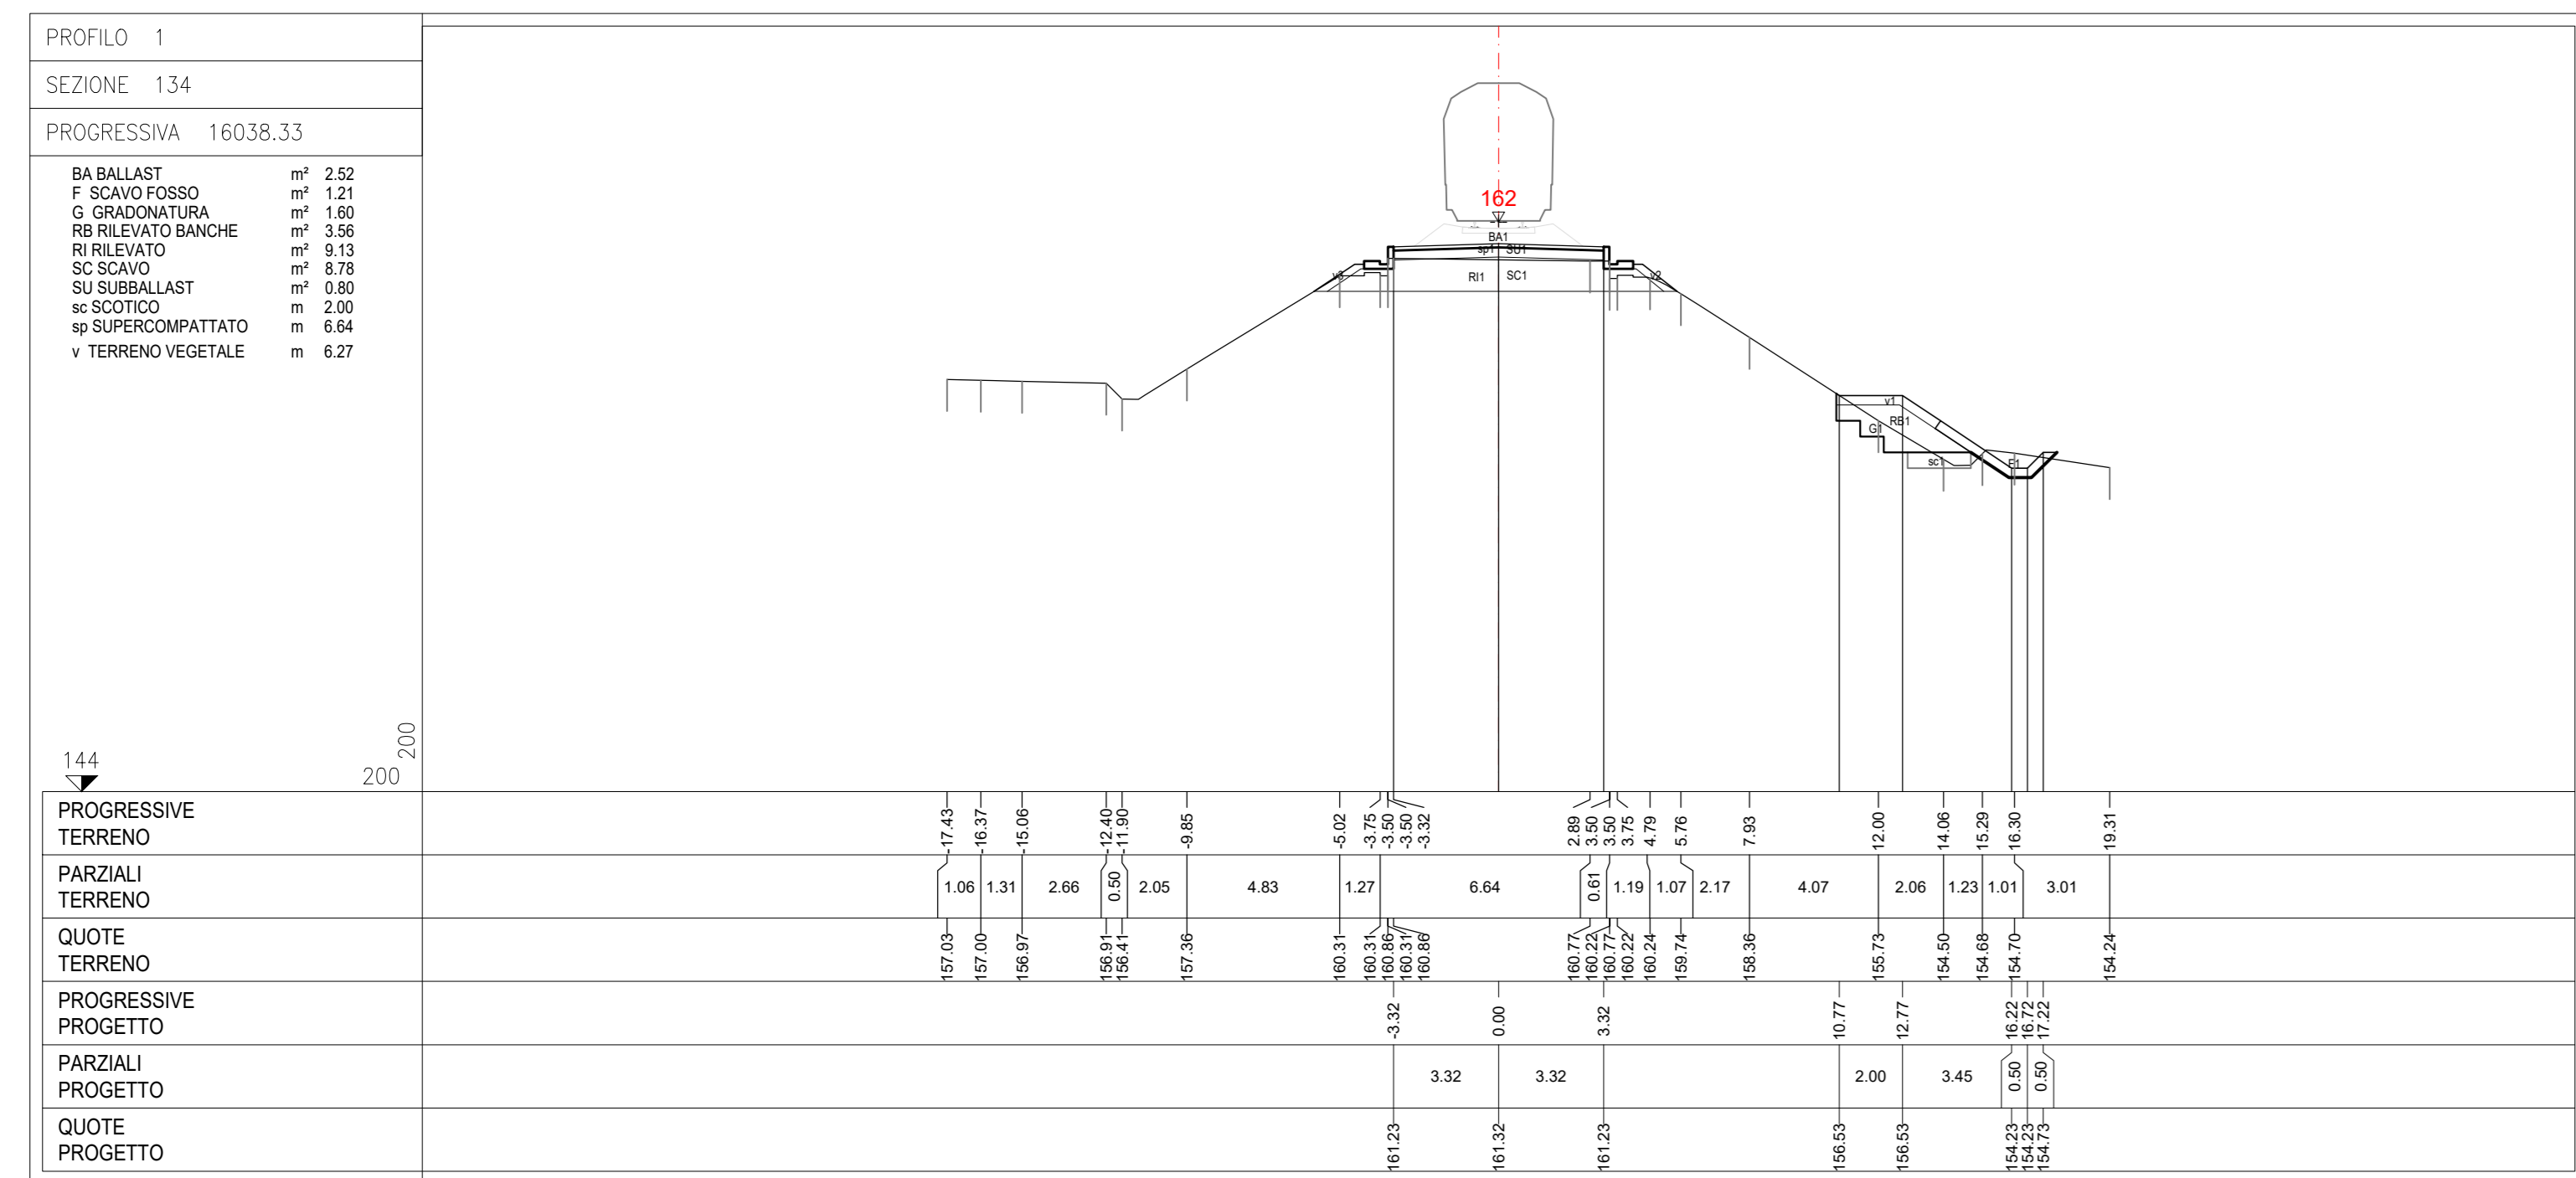 PROFILO 1
SEZIONE 134
PROGRESSIVA 16038.33
BA BALLAST m² 2.52
F SCAVO FOSSO m² 1.21
G GRADONATURA m² 1.60
RB RILEVATO BANCHE m² 3.56
RI RILEVATO m² 9.13
SC SCAVO m² 8.78
SU SUBBALLAST m² 0.80
sc SCOTICO m 2.00
sp SUPERCOMPATTATO m 6.64
v TERRENO VEGETALE m 6.27
162
BA1
sp1 SU1
v3 RI1 SC1 v2
v1
RB1
G1
sc1 F1
144
200
200
PROGRESSIVE
TERRENO
-17.43 -16.37 -15.06 -12.40 -11.90 -9.85 -5.02 -3.75 -3.50 -3.50 -3.32 2.89 3.50 3.50 3.75 4.79 5.76 7.93 12.00 14.06 15.29 16.30 19.31
PARZIALI
TERRENO
1.06 1.31 2.66 0.50 2.05 4.83 1.27 6.64 0.61 1.19 1.07 2.17 4.07 2.06 1.23 1.01 3.01
QUOTE
TERRENO
157.03 157.00 156.97 156.91 156.41 157.36 160.31 160.31 160.86 160.31 160.86 160.77 160.22 160.77 160.22 160.24 159.74 158.36 155.73 154.50 154.68 154.70 154.24
PROGRESSIVE
PROGETTO
-3.32 0.00 3.32 10.77 12.77 16.22 16.72 17.22
PARZIALI
PROGETTO
3.32 3.32 2.00 3.45 0.50 0.50
QUOTE
PROGETTO
161.23 161.32 161.23 156.53 156.53 154.23 154.23 154.73